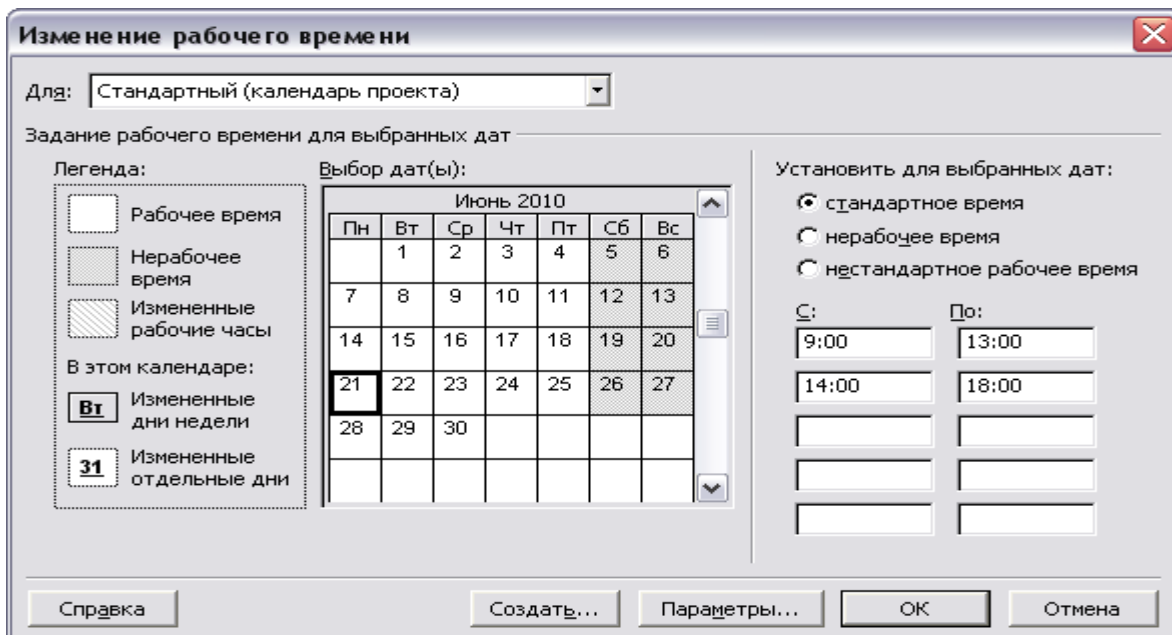 Изменение рабочего времени
Для: Стандартный (календарь проекта)
Задание рабочего времени для выбранных дат
Легенда:
Рабочее время
Нерабочее
время
Измененные
рабочие часы
В этом календаре:
Вт Измененные
дни недели
31 Измененные
отдельные дни
Выбор дат(ы):
Июнь 2010
Пн Вт Ср Чт Пт Сб Вс
1 2 3 4 5 6
7 8 9 10 11 12 13
14 15 16 17 18 19 20
21 22 23 24 25 26 27
28 29 30
Установить для выбранных дат:
стандартное время
нерабочее время
нестандартное рабочее время
С: По:
9:00 13:00
14:00 18:00
Справка Создать... Параметры... ОК Отмена